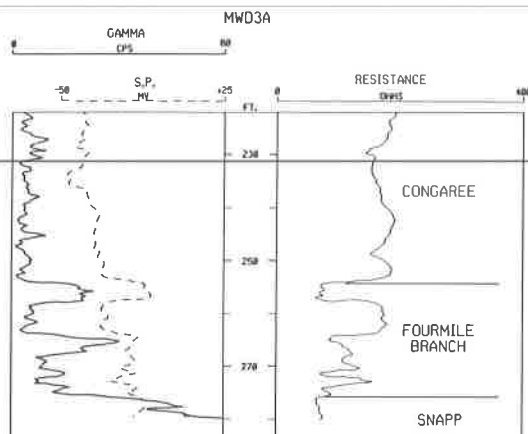 MWD3A
GAMMA
0 CPS 60
S.P.
-50 MV +25
RESISTANCE
0 OHMS 400
FT.
230
CONGAREE
250
FOURMILE
BRANCH
270
SNAPP